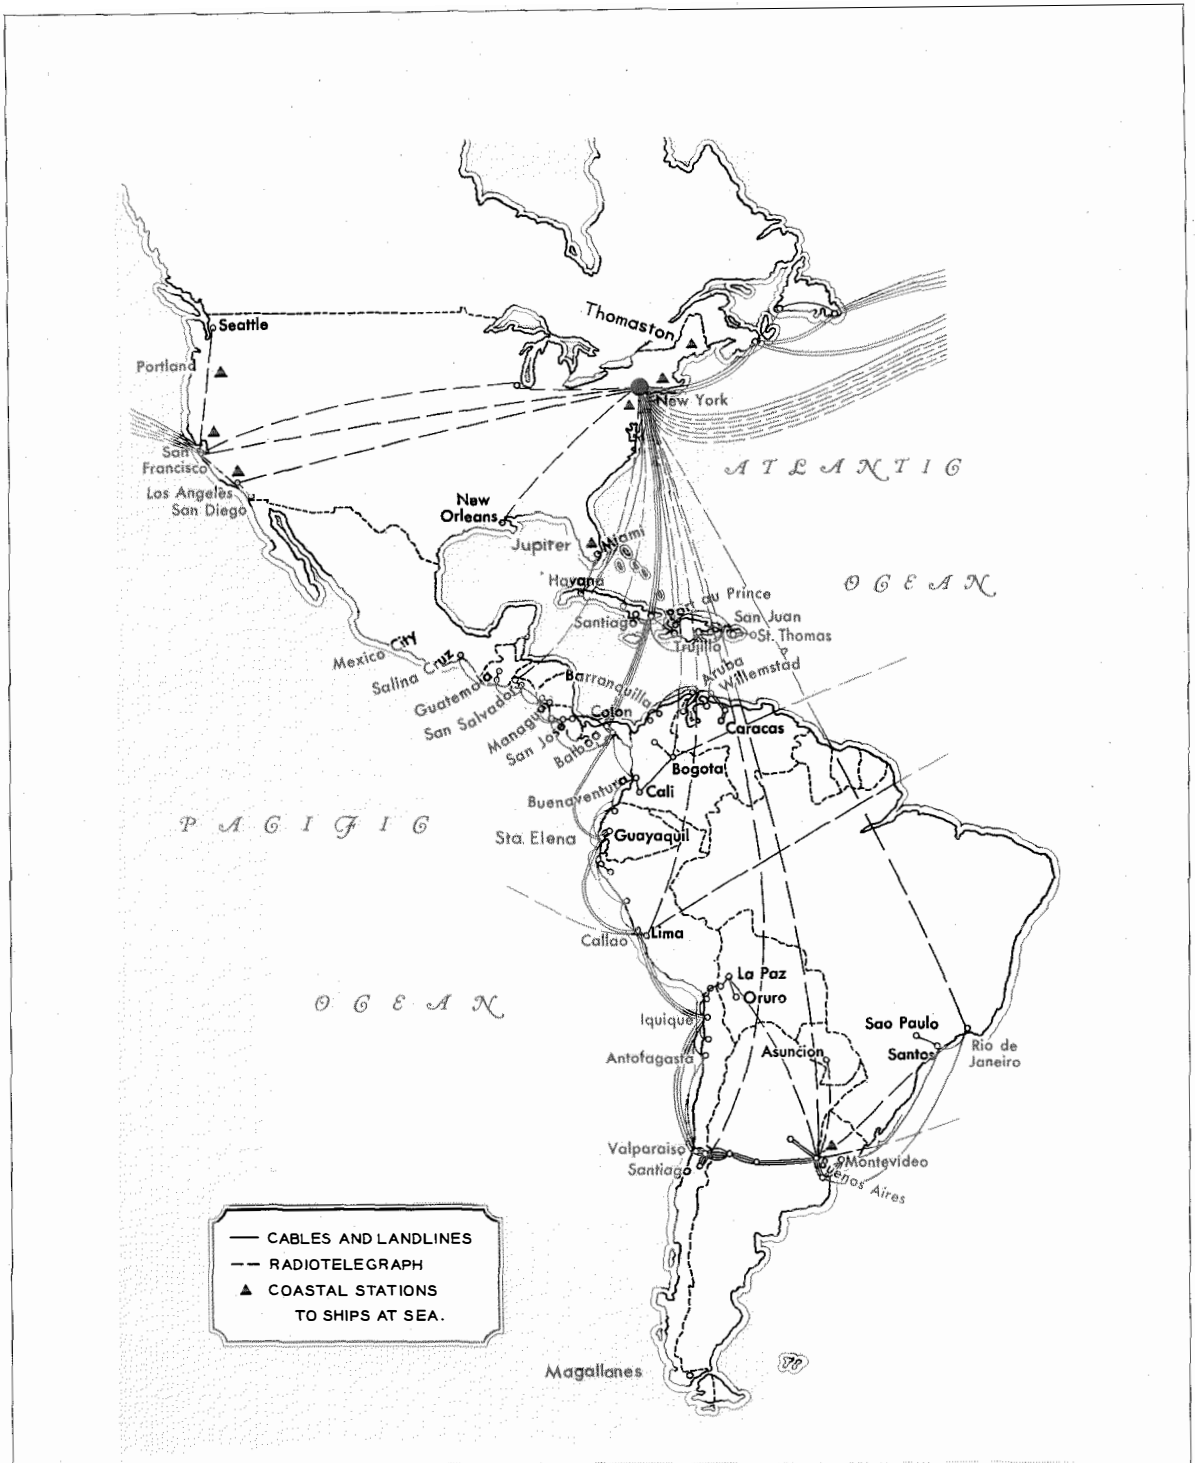 Thomaston
Seattle
Portland
New York
San
Francisco
ATLANTIC
Los Angeles
San Diego
New
Orleans
Jupiter
Miami
Havana
OCEAN
Port au Prince
San Juan
Santiago
St. Thomas
Trujillo
Mexico City
Salina Cruz
Aruba
Willemstad
Guatemala
Barranquilla
San Salvador
Colon
Managua
San Jose
Balboa
Caracas
Bogota
Buenaventura
Cali
PACIFIC
Sta. Elena
Guayaquil
Callao
Lima
La Paz
Oruro
OCEAN
Iquique
Sao Paulo
Antofagasta
Asuncion
Santos
Rio de
Janeiro
Valparaiso
Santiago
Montevideo
Buenos Aires
CABLES AND LANDLINES
RADIOTELEGRAPH
COASTAL STATIONS
TO SHIPS AT SEA.
Magallanes